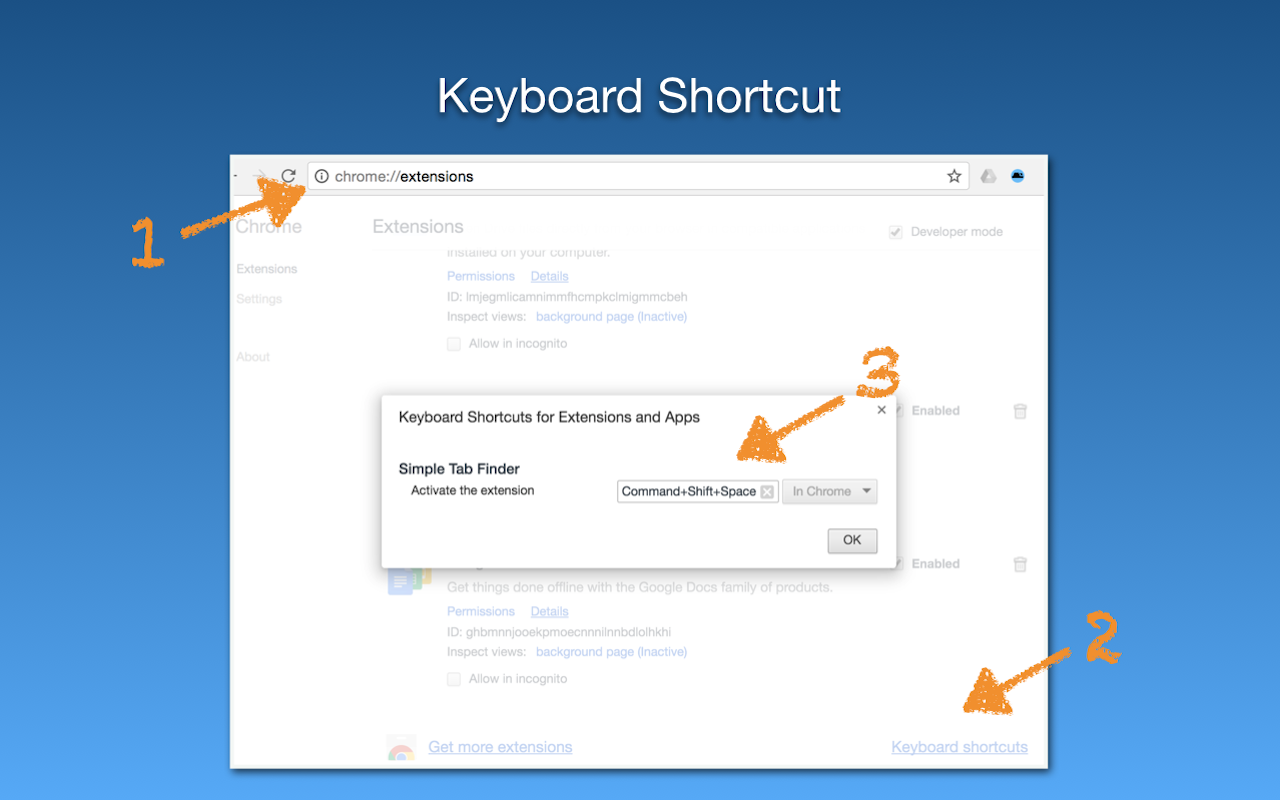 Keyboard Shortcut
chrome://extensions
1
Chrome
Extensions
Developer mode
installed on your computer.
Extensions
Permissions Details
Settings
ID: lmjegmlicamnimmfhcmpkclmigmmcbeh
Inspect views: background page (Inactive)
Allow in incognito
About
3
Keyboard Shortcuts for Extensions and Apps
Enabled
Simple Tab Finder
Activate the extension
Command+Shift+Space
In Chrome
OK
Enabled
Get things done offline with the Google Docs family of products.
Permissions Details
ID: ghbmnnjooekpmoecnnnilnnbdlolhkhi
Inspect views: background page (Inactive)
2
Allow in incognito
Get more extensions
Keyboard shortcuts